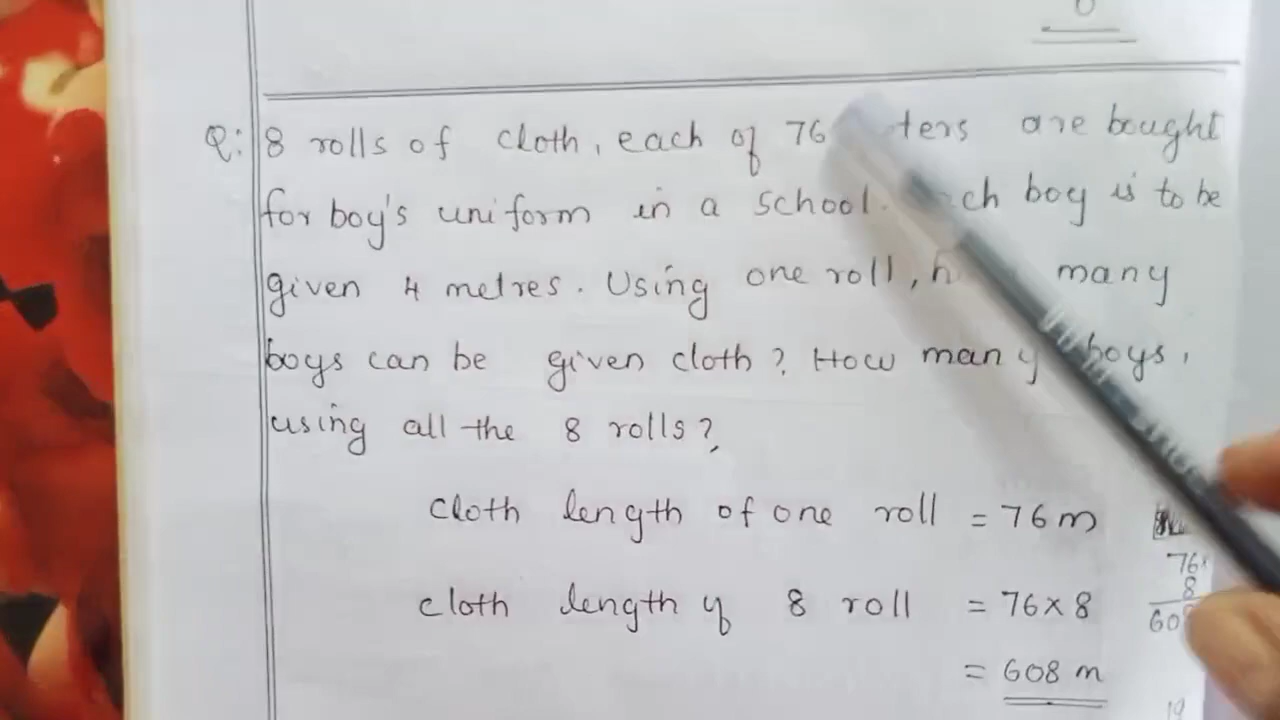 Q: 8 rolls of cloth, each of 76 ters are bought
for boy's uniform in a school. ch boy is to be
given 4 metres. Using one roll, h many
boys can be given cloth? How many boys,
using all the 8 rolls?
cloth length of one roll = 76 m
76×
8
cloth length of 8 roll = 76 × 8
60
= 608 m
19